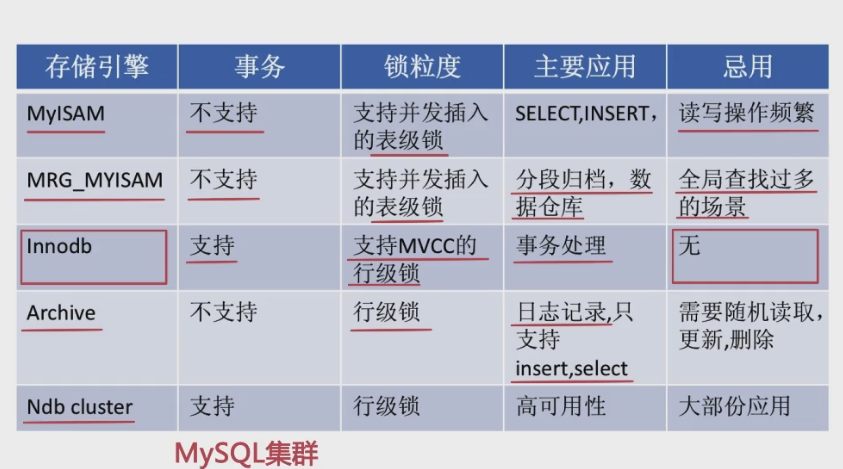 存储引擎 事务 锁粒度 主要应用 忌用
MyISAM 不支持 支持并发插入 SELECT,INSERT， 读写操作频繁
的表级锁
MRG_MYISAM 不支持 支持并发插入 分段归档，数 全局查找过多
的表级锁 据仓库 的场景
Innodb 支持 支持MVCC的 事务处理 无
行级锁
Archive 不支持 行级锁 日志记录,只 需要随机读取，
支持 更新,删除
insert,select
Ndb cluster 支持 行级锁 高可用性 大部份应用
MySQL集群